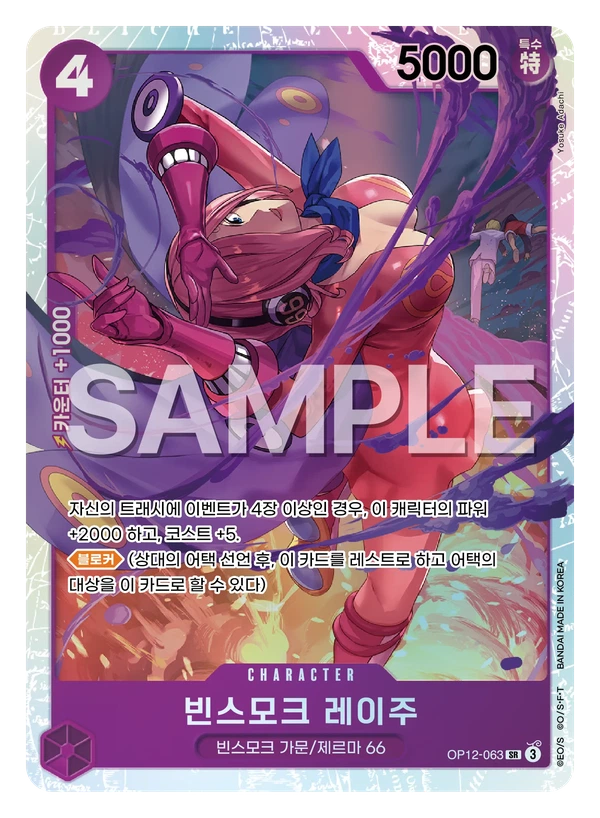 4
5000
특수
特
Yosuke Adachi
카운터 +1000
SAMPLE
자신의 트래시에 이벤트가 4장 이상인 경우, 이 캐릭터의 파워
+2000 하고, 코스트 +5.
블로커 (상대의 어택 선언 후, 이 카드를 레스트로 하고 어택의
대상을 이 카드로 할 수 있다)
CHARACTER
빈스모크 레이주
빈스모크 가문/제르마 66
OP12-063 SR 3
©EO/S ©O/S·F·T BANDAI MADE IN KOREA